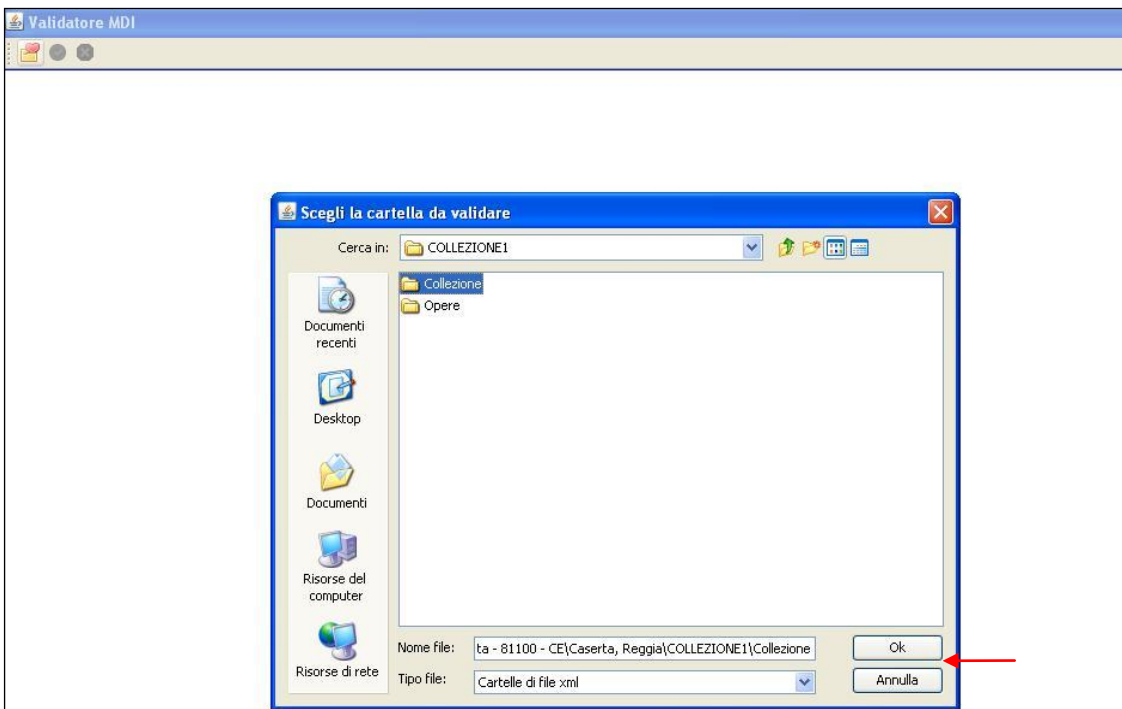 Validatore MDI
Scegli la cartella da validare
Cerca in:
COLLEZIONE1
Collezione
Opere
Documenti
recenti
Desktop
Documenti
Risorse del
computer
Risorse di rete
Nome file:
ta - 81100 - CE\Caserta, Reggia\COLLEZIONE1\Collezione
Ok
Tipo file:
Cartelle di file xml
Annulla